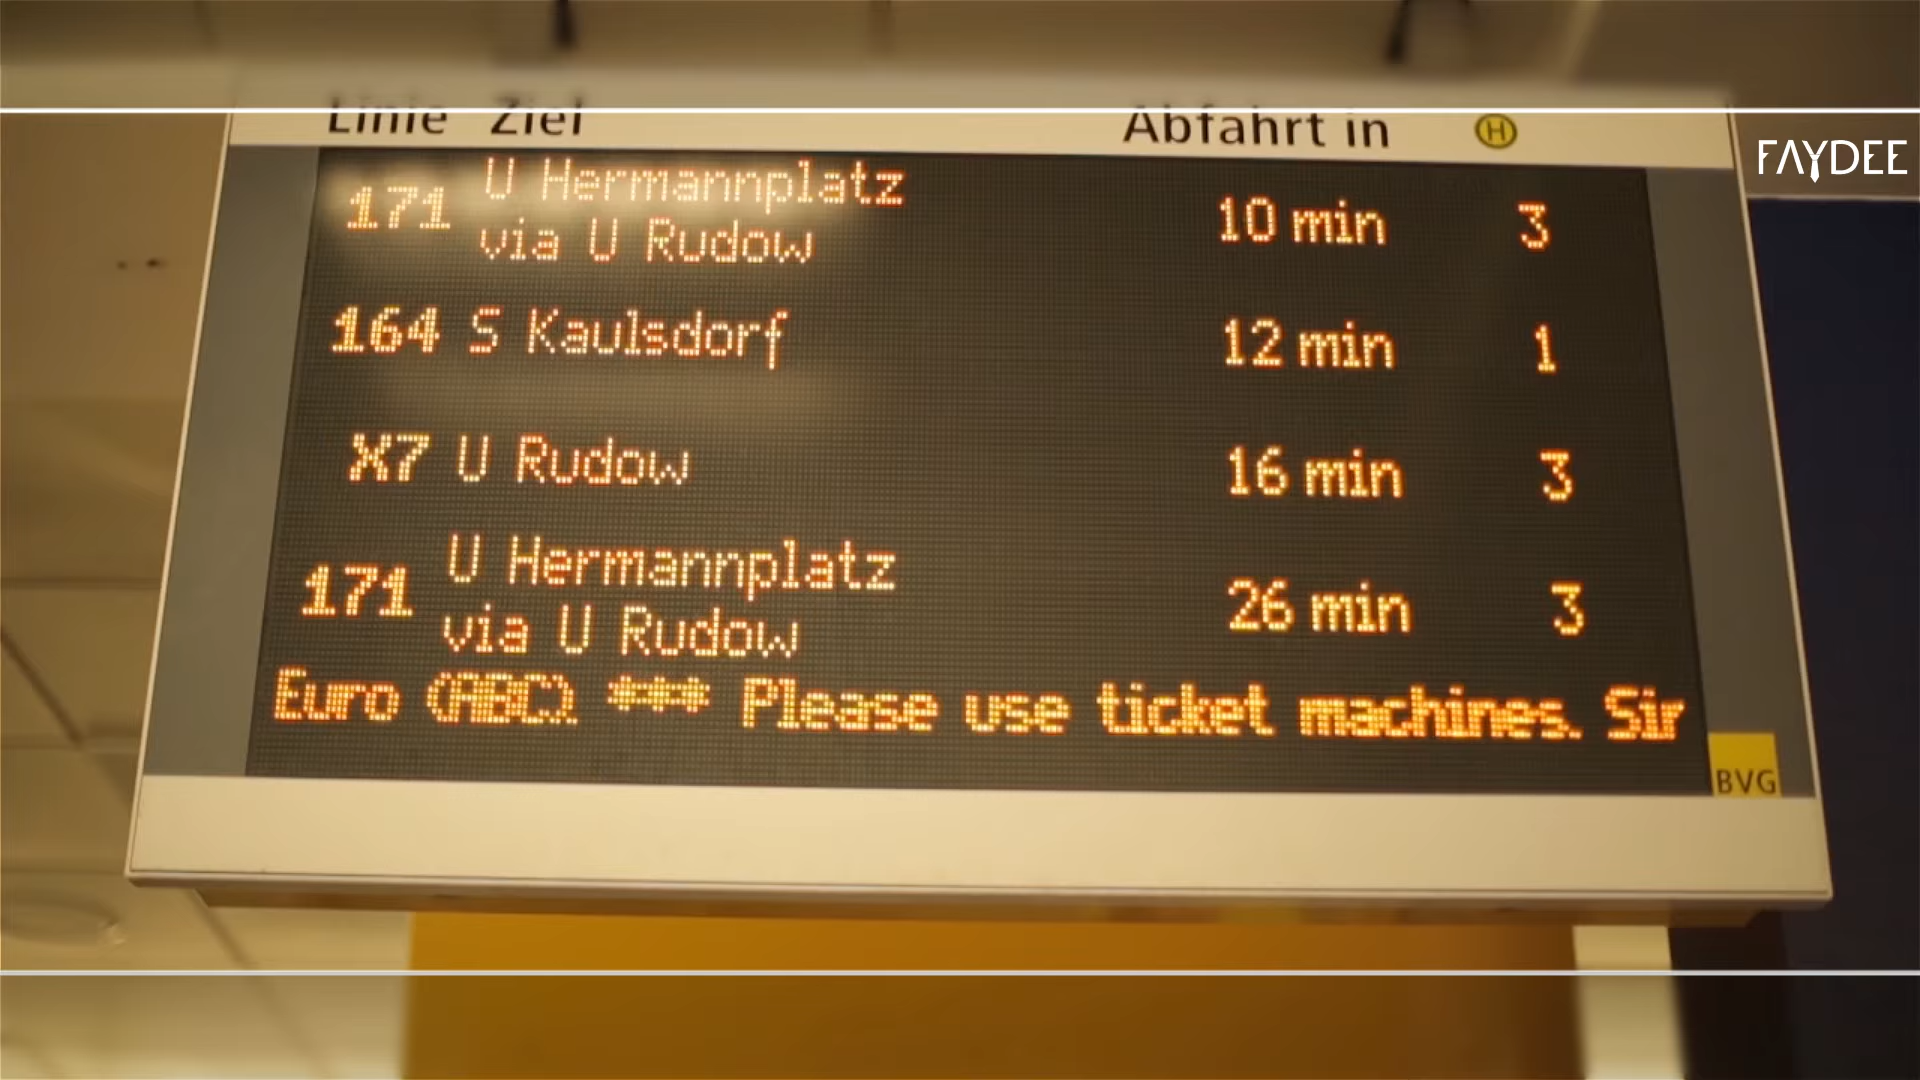 Linie Ziel Abfahrt in H
FAYDEE
171 U Hermannplatz via U Rudow 10 min 3
164 S Kaulsdorf 12 min 1
X7 U Rudow 16 min 3
171 U Hermannplatz via U Rudow 26 min 3
Euro (ABC). *** Please use ticket machines. Sin
BVG